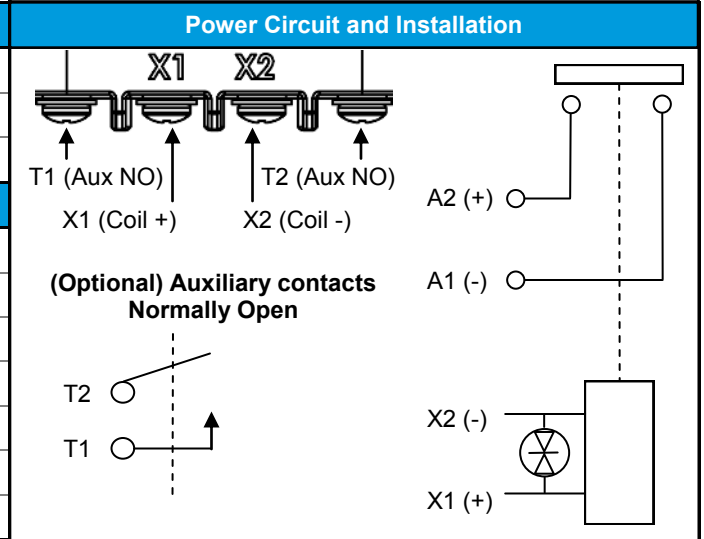 Power Circuit and Installation
X1 X2
T1 (Aux NO) T2 (Aux NO)
X1 (Coil +) X2 (Coil -)
(Optional) Auxiliary contacts
Normally Open
T2
T1
A2 (+)
A1 (-)
X2 (-)
X1 (+)